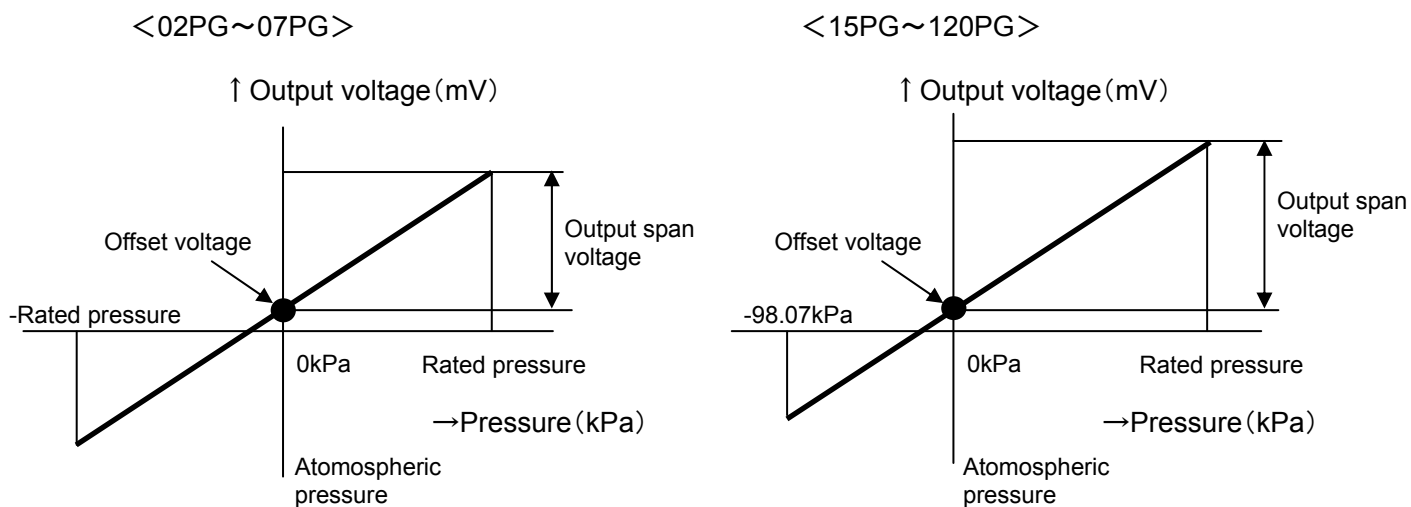 <02PG～07PG>
↑ Output voltage(mV)
Offset voltage
Output span
voltage
-Rated pressure
0kPa
Rated pressure
→Pressure(kPa)
Atomospheric
pressure
<15PG～120PG>
↑ Output voltage(mV)
Offset voltage
Output span
voltage
-98.07kPa
0kPa
Rated pressure
→Pressure(kPa)
Atomospheric
pressure